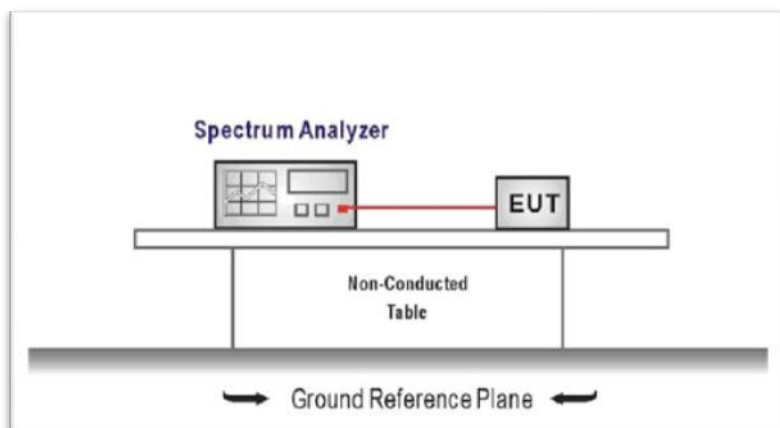 Spectrum Analyzer
EUT
Non-Conducted
Table
Ground Reference Plane